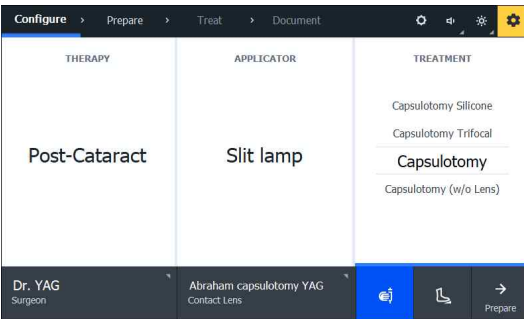 Configure › Prepare › Treat › Document
THERAPY
Post-Cataract
APPLICATOR
Slit lamp
TREATMENT
Capsulotomy Silicone
Capsulotomy Trifocal
Capsulotomy
Capsulotomy (w/o Lens)
Dr. YAG
Surgeon
Abraham capsulotomy YAG
Contact Lens
Prepare